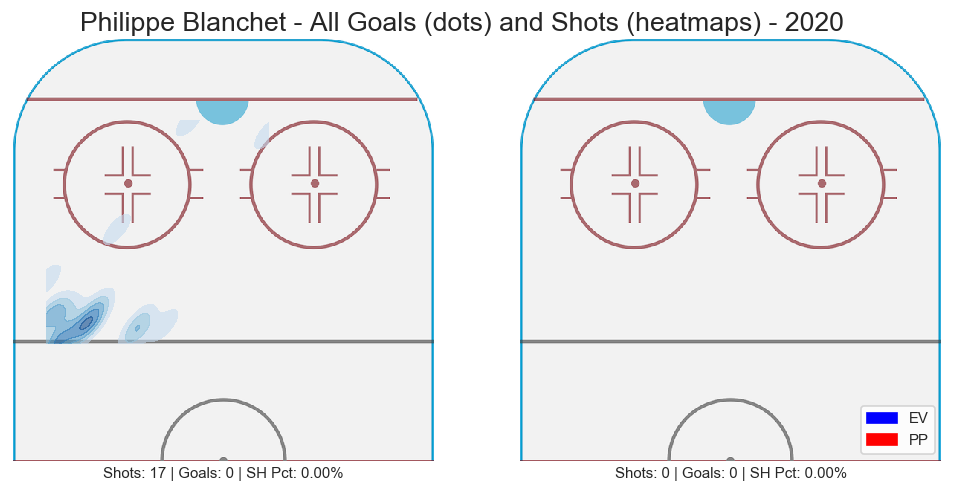 Philippe Blanchet - All Goals (dots) and Shots (heatmaps) - 2020
EV
PP
Shots: 17 | Goals: 0 | SH Pct: 0.00%
Shots: 0 | Goals: 0 | SH Pct: 0.00%